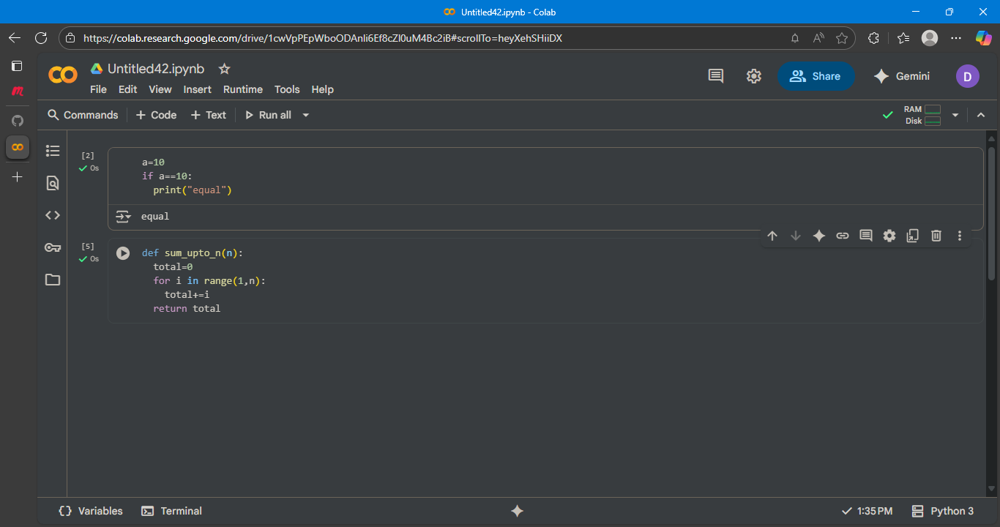 Untitled42.ipynb - Colab
https://colab.research.google.com/drive/1cwVpPEpWboODAnli6Ef8cZl0uM4Bc2iB#scrollTo=heyXehSHiiDX
Untitled42.ipynb
File Edit View Insert Runtime Tools Help
Share
Gemini
D
Commands + Code + Text Run all
RAM
Disk
[2]
0s
a=10
if a==10:
  print("equal")
equal
[5]
0s
def sum_upto_n(n):
  total=0
  for i in range(1,n):
    total+=i
  return total
Variables Terminal
1:35 PM Python 3